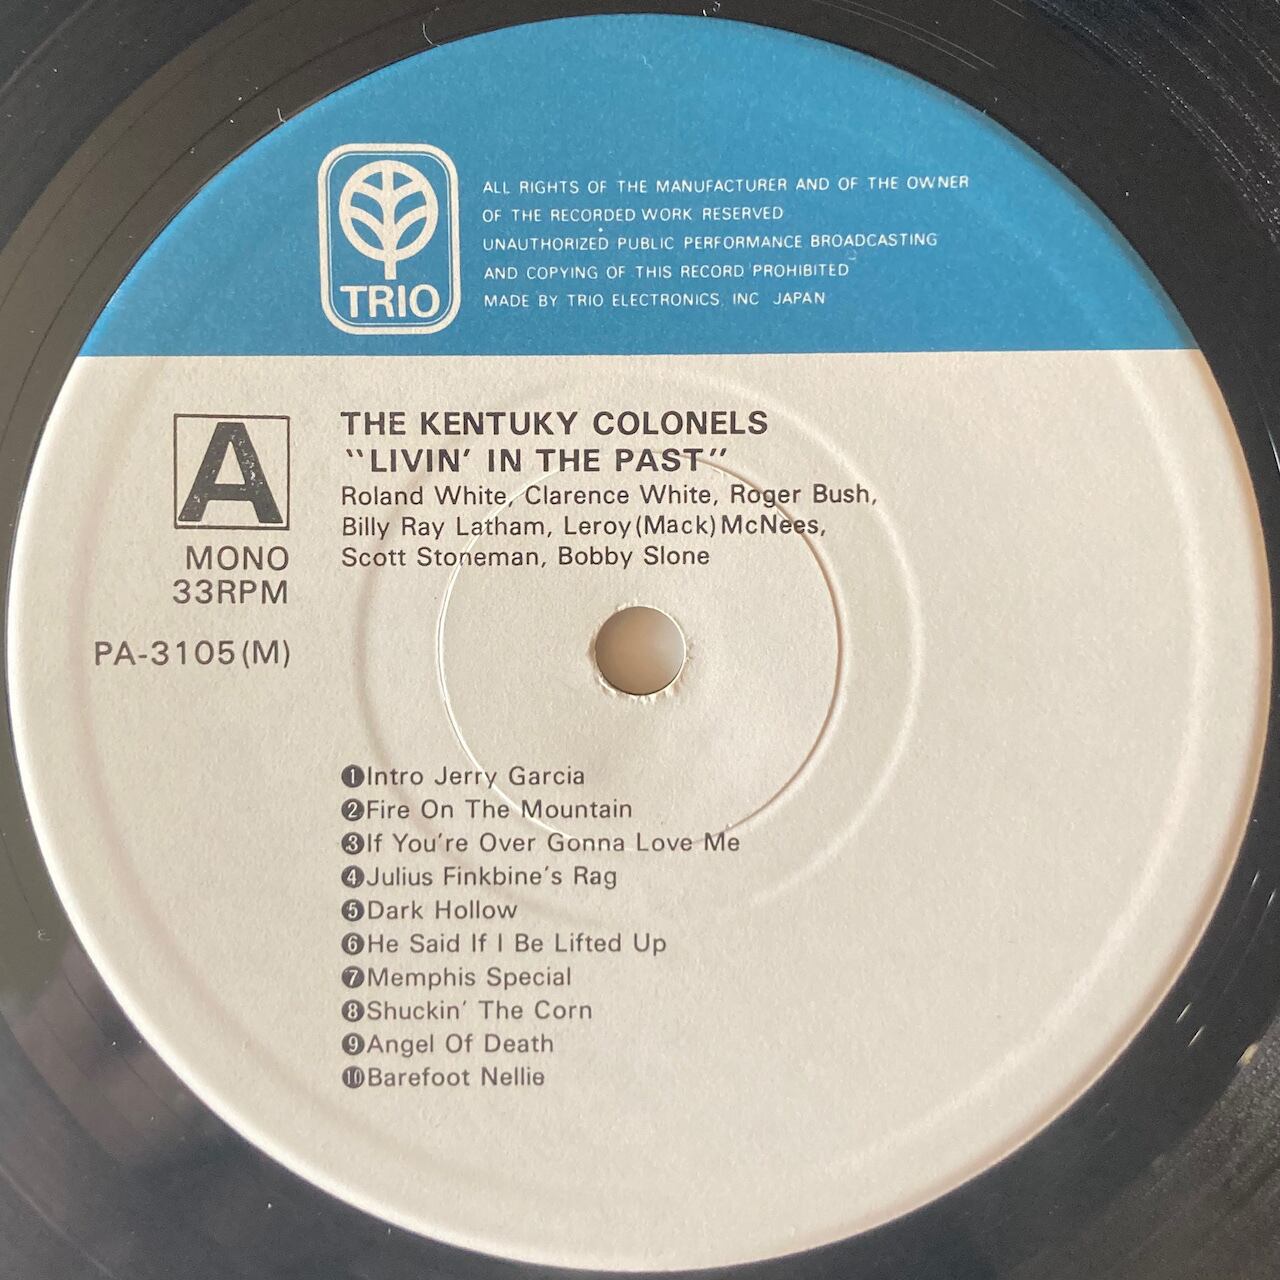 TRIO
ALL RIGHTS OF THE MANUFACTURER AND OF THE OWNER
OF THE RECORDED WORK RESERVED
UNAUTHORIZED PUBLIC PERFORMANCE BROADCASTING
AND COPYING OF THIS RECORD PROHIBITED
MADE BY TRIO ELECTRONICS, INC JAPAN
A
MONO
33RPM
PA-3105(M)
THE KENTUKY COLONELS
"LIVIN' IN THE PAST"
Roland White, Clarence White, Roger Bush,
Billy Ray Latham, Leroy(Mack)McNees,
Scott Stoneman, Bobby Slone
❶Intro Jerry Garcia
❷Fire On The Mountain
❸If You're Over Gonna Love Me
❹Julius Finkbine's Rag
❺Dark Hollow
❻He Said If I Be Lifted Up
❼Memphis Special
❽Shuckin' The Corn
❾Angel Of Death
❿Barefoot Nellie